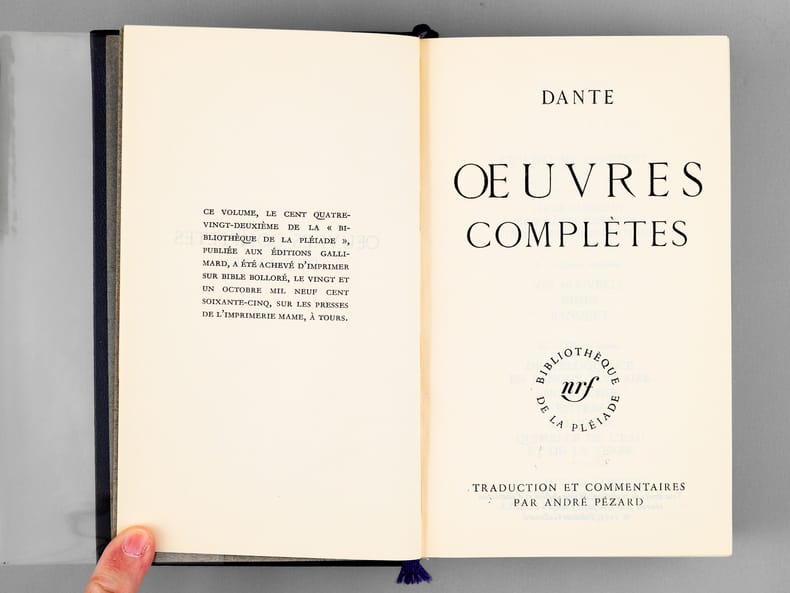 CE VOLUME, LE CENT QUATRE-
VINGT-DEUXIÈME DE LA « BI-
BLIOTHÈQUE DE LA PLÉIADE »,
PUBLIÉE AUX ÉDITIONS GALLI-
MARD, A ÉTÉ ACHEVÉ D'IMPRIMER
SUR BIBLE BOLLORÉ, LE VINGT ET
UN OCTOBRE MIL NEUF CENT
SOIXANTE-CINQ, SUR LES PRESSES
DE L'IMPRIMERIE MAME, À TOURS.
DANTE
ŒUVRES
COMPLÈTES
BIBLIOTHÈQUE
nrf
DE LA PLÉIADE
TRADUCTION ET COMMENTAIRES
PAR ANDRÉ PÉZARD